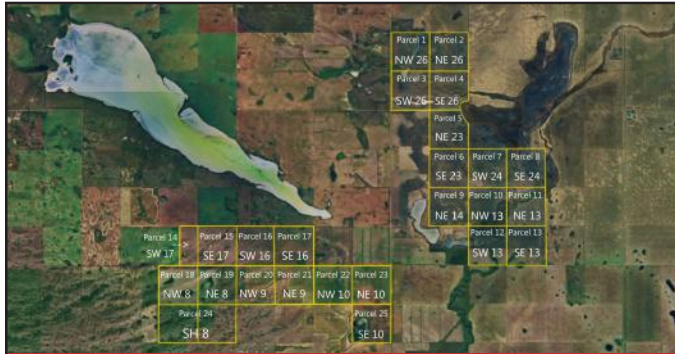 Parcel 1
NW 26
Parcel 2
NE 26
Parcel 3
SW 26
Parcel 4
SE 26
Parcel 5
NE 23
Parcel 6
SE 23
Parcel 7
SW 24
Parcel 8
SE 24
Parcel 9
NE 14
Parcel 10
NW 13
Parcel 11
NE 13
Parcel 12
SW 13
Parcel 13
SE 13
Parcel 14
SW 17
>
Parcel 15
SE 17
Parcel 16
SW 16
Parcel 17
SE 16
Parcel 18
NW 8
Parcel 19
NE 8
Parcel 20
NW 9
Parcel 21
NE 9
Parcel 22
NW 10
Parcel 23
NE 10
Parcel 24
SH 8
Parcel 25
SE 10